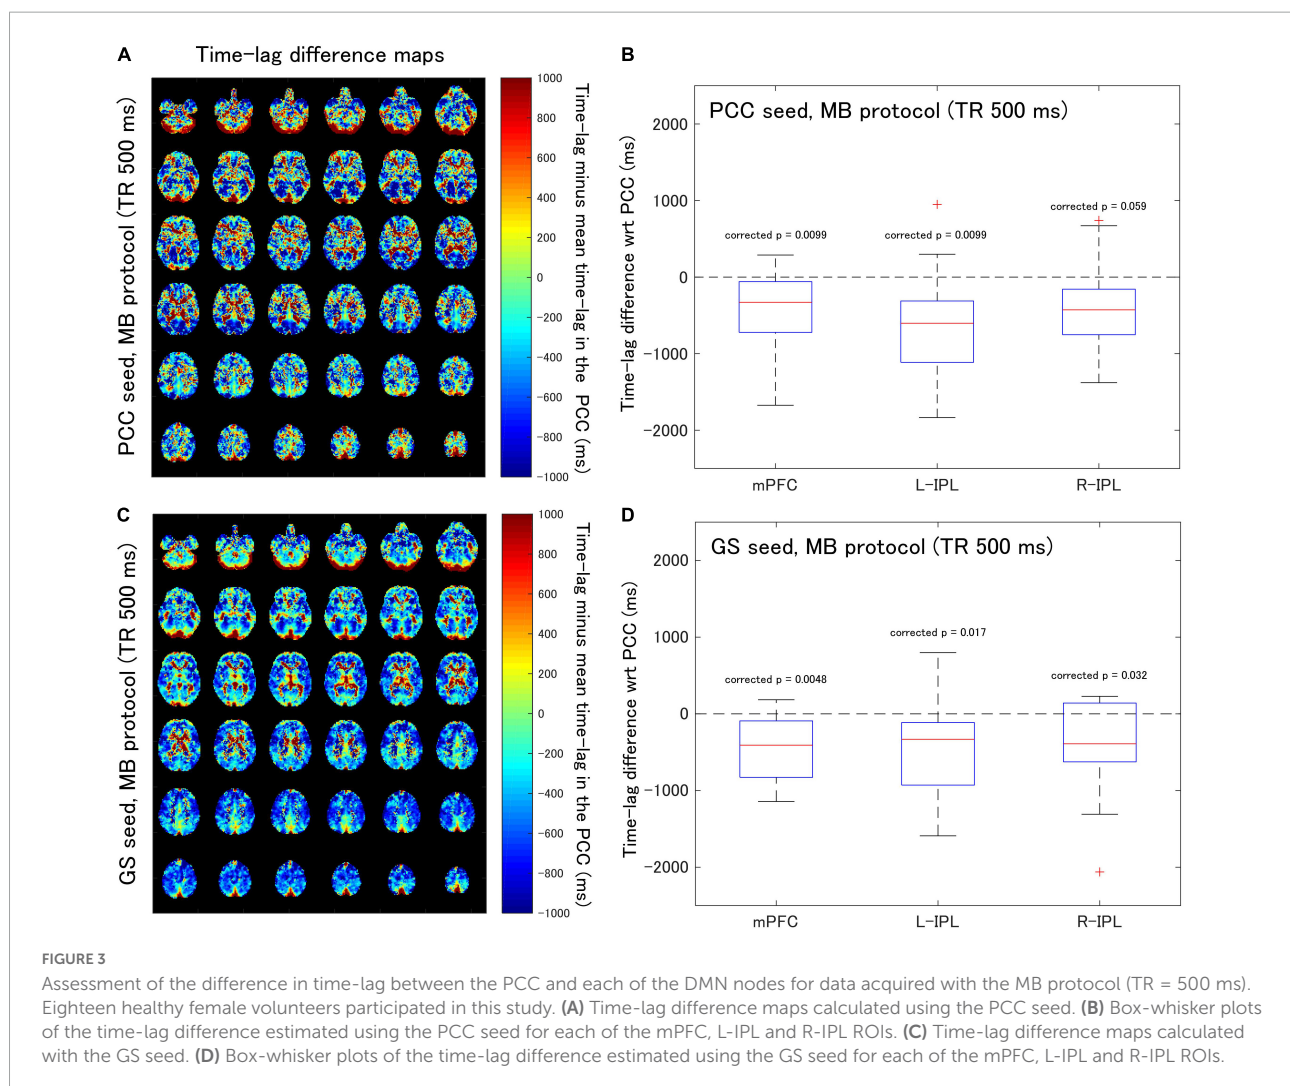 A
Time-lag difference maps
PCC seed, MB protocol (TR 500 ms)
1000
800
600
400
200
0
-200
-400
-600
-800
-1000
Time-lag minus mean time-lag in the PCC (ms)
B
PCC seed, MB protocol (TR 500 ms)
Time-lag difference wrt PCC (ms)
2000
1000
0
-1000
-2000
corrected p = 0.0099
corrected p = 0.0099
corrected p = 0.059
mPFC
L-IPL
R-IPL
C
GS seed, MB protocol (TR 500 ms)
1000
800
600
400
200
0
-200
-400
-600
-800
-1000
Time-lag minus mean time-lag in the PCC (ms)
D
GS seed, MB protocol (TR 500 ms)
Time-lag difference wrt PCC (ms)
2000
1000
0
-1000
-2000
corrected p = 0.0048
corrected p = 0.017
corrected p = 0.032
mPFC
L-IPL
R-IPL
FIGURE 3
Assessment of the difference in time-lag between the PCC and each of the DMN nodes for data acquired with the MB protocol (TR = 500 ms).
Eighteen healthy female volunteers participated in this study. (A) Time-lag difference maps calculated using the PCC seed. (B) Box-whisker plots
of the time-lag difference estimated using the PCC seed for each of the mPFC, L-IPL and R-IPL ROIs. (C) Time-lag difference maps calculated
with the GS seed. (D) Box-whisker plots of the time-lag difference estimated using the GS seed for each of the mPFC, L-IPL and R-IPL ROIs.